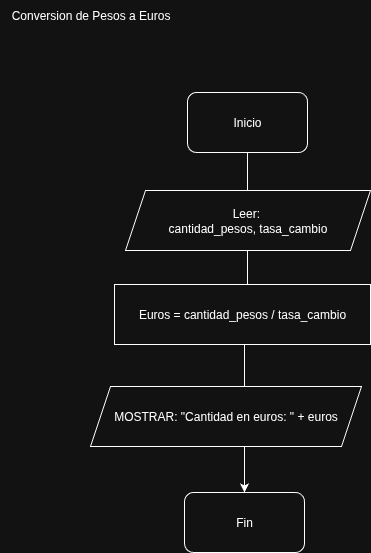 Conversion de Pesos a Euros
Inicio
Leer:
cantidad_pesos, tasa_cambio
Euros = cantidad_pesos / tasa_cambio
MOSTRAR: "Cantidad en euros: " + euros
Fin